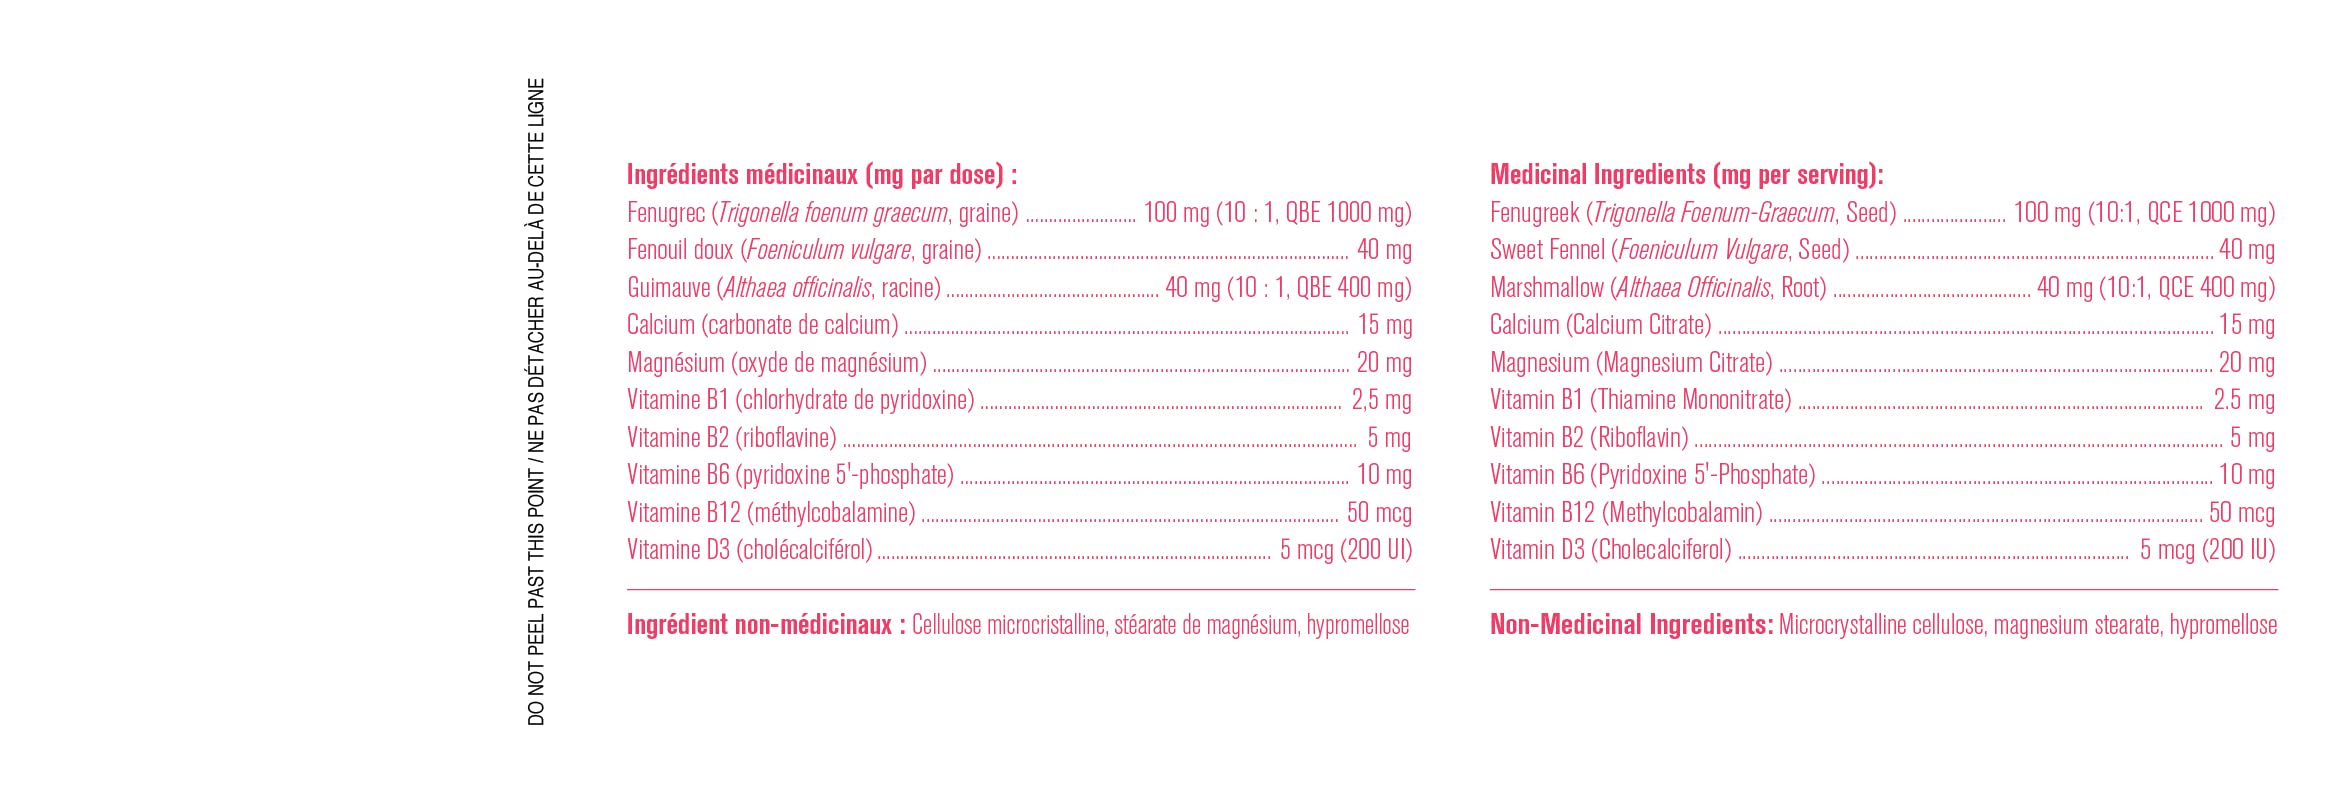 DO NOT PEEL PAST THIS POINT / NE PAS DÉTACHER AU-DELÀ DE CETTE LIGNE
Ingrédients médicinaux (mg par dose) :
Fenugrec (Trigonella foenum graecum, graine) ........................ 100 mg (10 : 1, QBE 1000 mg)
Fenouil doux (Foeniculum vulgare, graine) .............................................................................. 40 mg
Guimauve (Althaea officinalis, racine) .............................................. 40 mg (10 : 1, QBE 400 mg)
Calcium (carbonate de calcium) ................................................................................................ 15 mg
Magnésium (oxyde de magnésium) .......................................................................................... 20 mg
Vitamine B1 (chlorhydrate de pyridoxine) .............................................................................. 2,5 mg
Vitamine B2 (riboflavine) ............................................................................................................... 5 mg
Vitamine B6 (pyridoxine 5'-phosphate) .................................................................................... 10 mg
Vitamine B12 (méthylcobalamine) .......................................................................................... 50 mcg
Vitamine D3 (cholécalciférol) ..................................................................................... 5 mcg (200 UI)
Ingrédient non-médicinaux : Cellulose microcristalline, stéarate de magnésium, hypromellose
Medicinal Ingredients (mg per serving):
Fenugreek (Trigonella Foenum-Graecum, Seed) ...................... 100 mg (10:1, QCE 1000 mg)
Sweet Fennel (Foeniculum Vulgare, Seed) ............................................................................. 40 mg
Marshmallow (Althaea Officinalis, Root) .......................................... 40 mg (10:1, QCE 400 mg)
Calcium (Calcium Citrate) ......................................................................................................... 15 mg
Magnesium (Magnesium Citrate) ............................................................................................ 20 mg
Vitamin B1 (Thiamine Mononitrate) ...................................................................................... 2.5 mg
Vitamin B2 (Riboflavin) ................................................................................................................ 5 mg
Vitamin B6 (Pyridoxine 5'-Phosphate) ................................................................................... 10 mg
Vitamin B12 (Methylcobalamin) ............................................................................................ 50 mcg
Vitamin D3 (Cholecalciferol) ................................................................................... 5 mcg (200 IU)
Non-Medicinal Ingredients: Microcrystalline cellulose, magnesium stearate, hypromellose